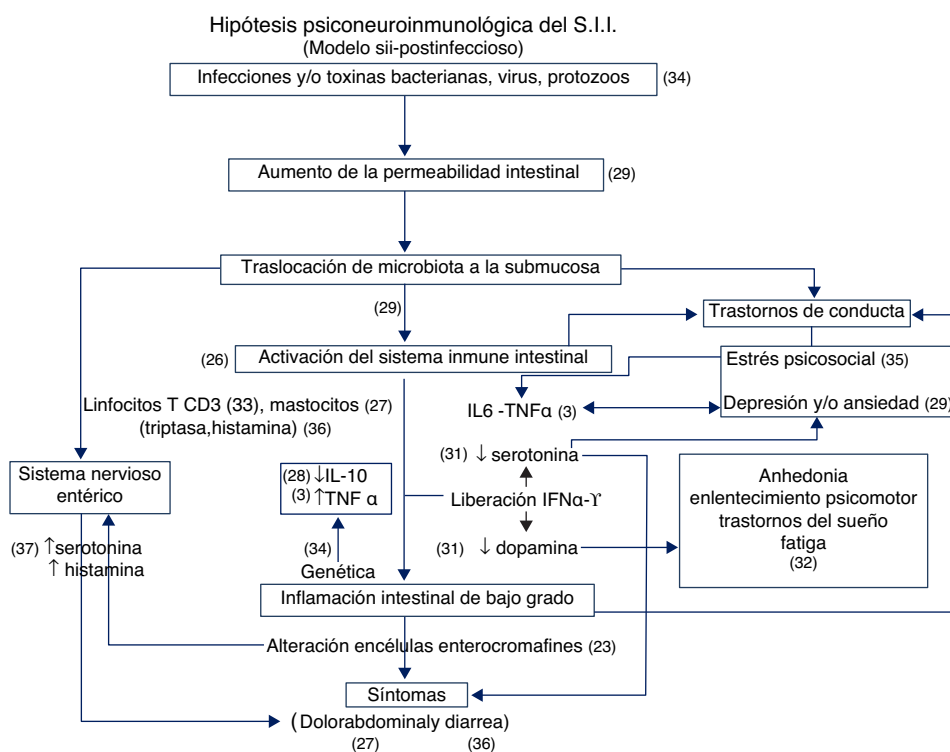 Hipótesis psiconeuroinmunológica del S.I.I.
(Modelo sii-postinfeccioso)
Infecciones y/o toxinas bacterianas, virus, protozoos (34)
Aumento de la permeabilidad intestinal (29)
Traslocación de microbiota a la submucosa
(29)
Trastornos de conducta
(26) Activación del sistema inmune intestinal
Estrés psicosocial (35)
Linfocitos T CD3 (33), mastocitos (27)
(triptasa,histamina) (36)
IL6 -TNFα (3)
Depresión y/o ansiedad (29)
Sistema nervioso
entérico
(28) ↓IL-10
(3) ↑TNF α
(31) ↓ serotonina
Liberación IFNα-ϒ
(31) ↓ dopamina
Anhedonia
enlentecimiento psicomotor
trastornos del sueño
fatiga
(32)
(37) ↑serotonina
↑ histamina
(34)
Genética
Inflamación intestinal de bajo grado
Alteración encélulas enterocromafines (23)
Síntomas
(Dolorabdominaly diarrea)
(27) (36)